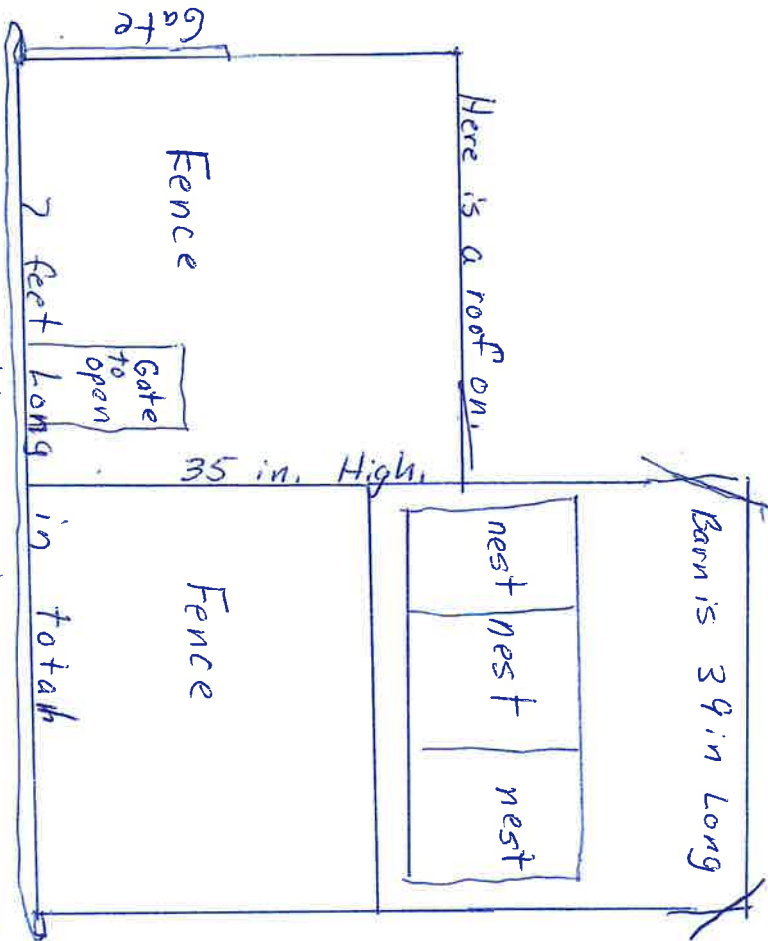 Barn is 39 in Long
nest nest nest
Here is a roof on.
35 in. High.
Gate
Fence
Fence
Gate
to
open
7 feet Long in total